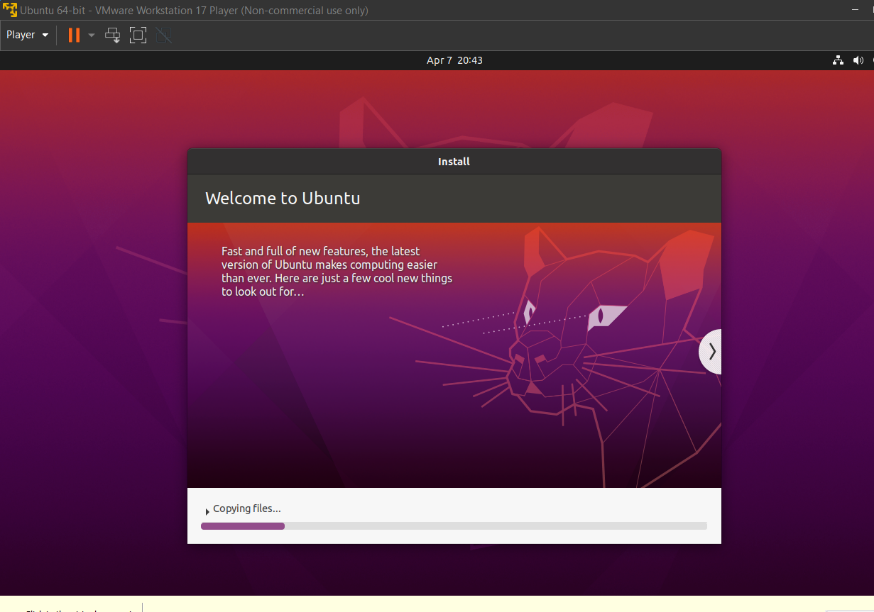 Ubuntu 64-bit - VMware Workstation 17 Player (Non-commercial use only)
Player
Apr 7 20:43
Install
Welcome to Ubuntu
Fast and full of new features, the latest
version of Ubuntu makes computing easier
than ever. Here are just a few cool new things
to look out for...
Copying files...